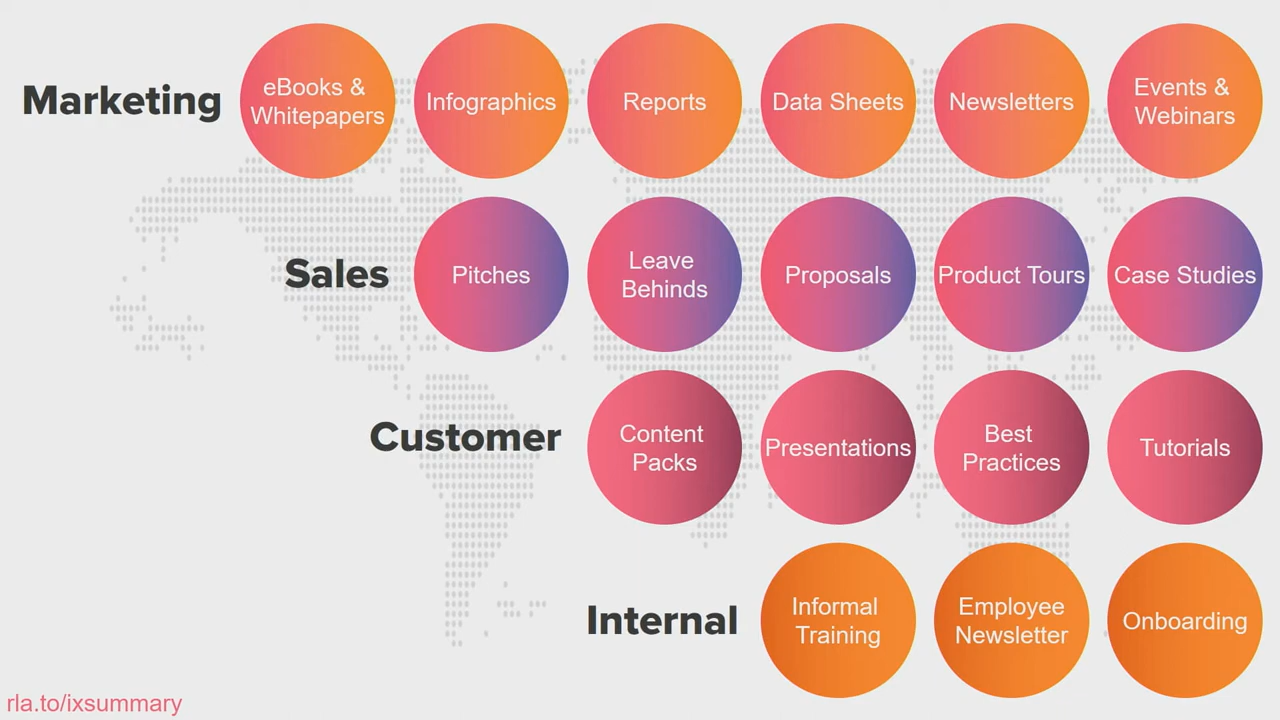 Marketing
eBooks &
Whitepapers
Infographics
Reports
Data Sheets
Newsletters
Events &
Webinars
Sales
Pitches
Leave
Behinds
Proposals
Product Tours
Case Studies
Customer
Content
Packs
Presentations
Best
Practices
Tutorials
Internal
Informal
Training
Employee
Newsletter
Onboarding
rla.to/ixsummary